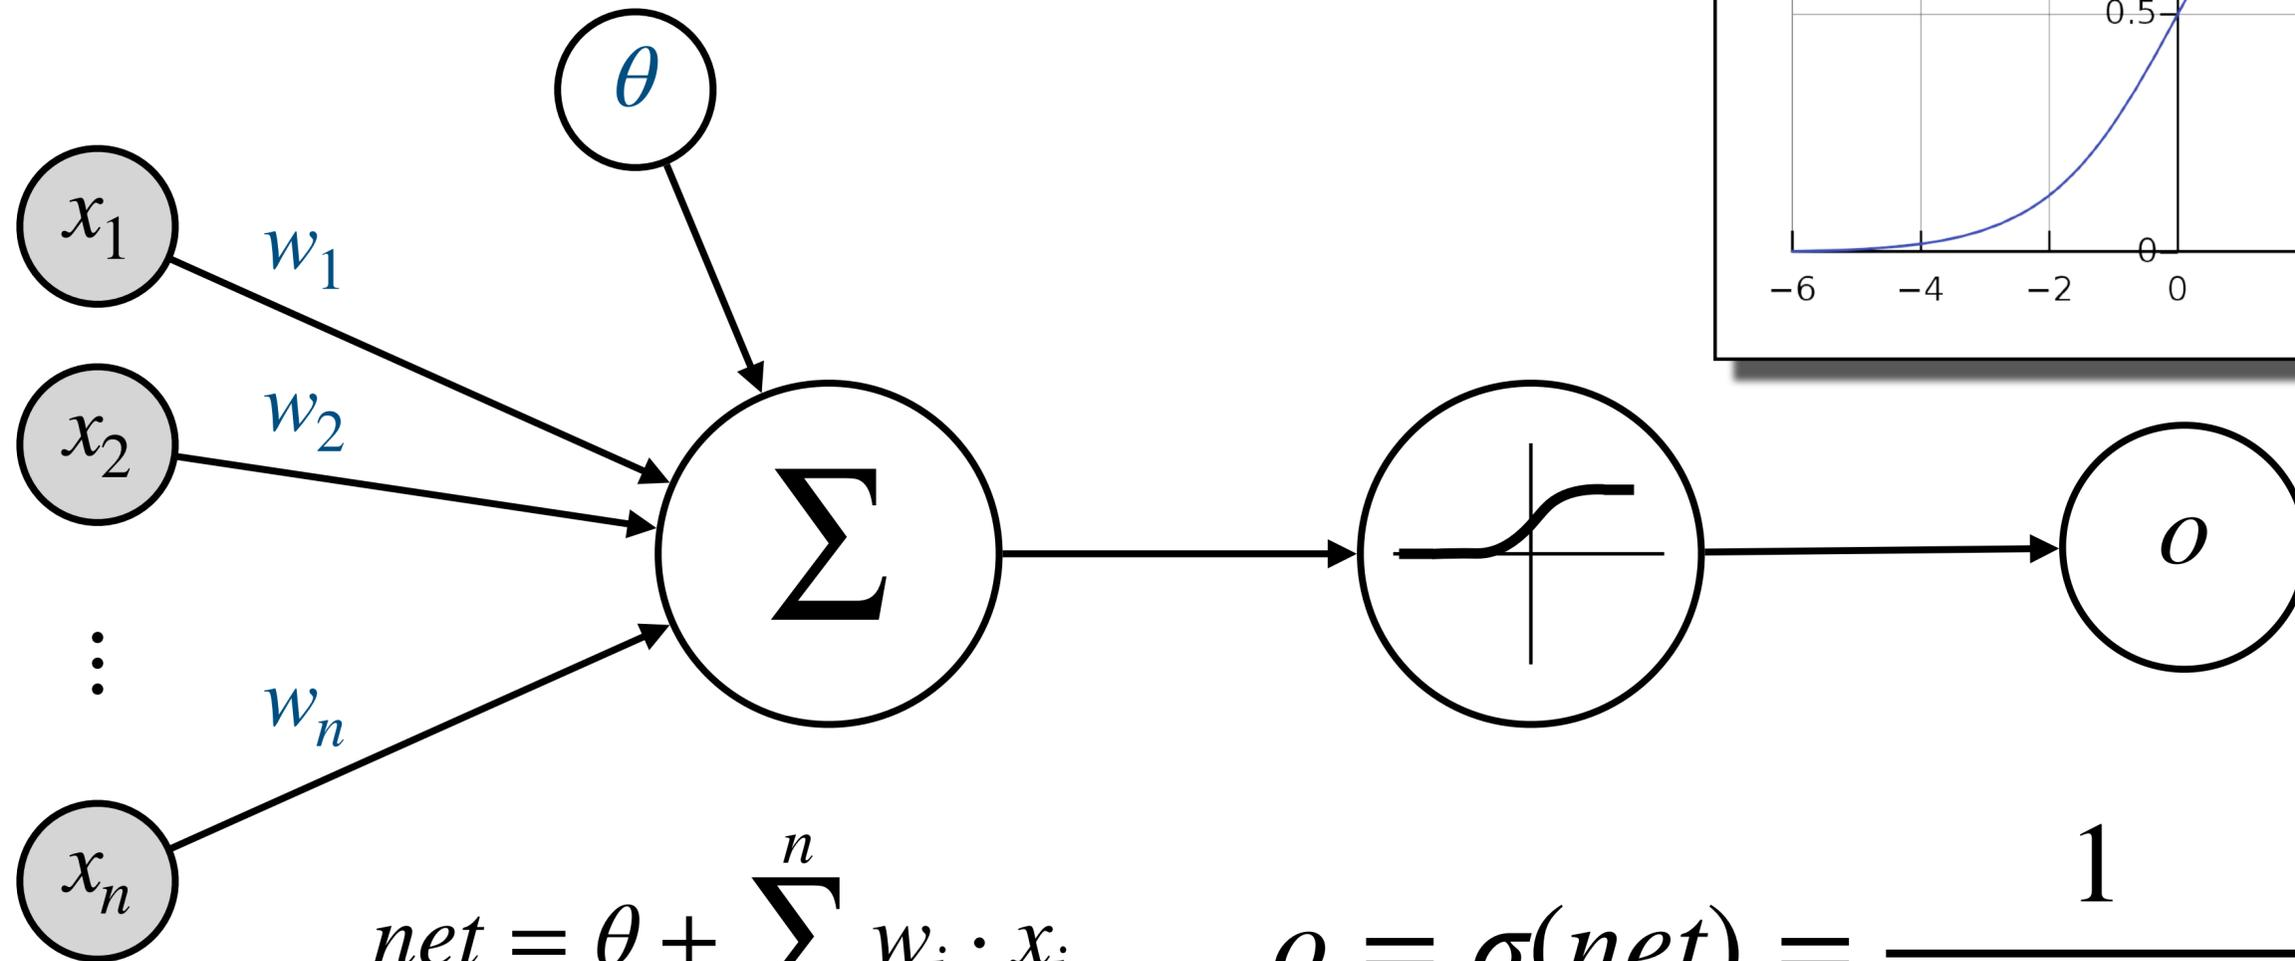 θ
0.5
0
−6 −4 −2 0
x₁
w₁
x₂
w₂
Σ
o
⋮
wₙ
xₙ
n
net = θ + ∑ wᵢ · xᵢ
1
o = σ(net) =